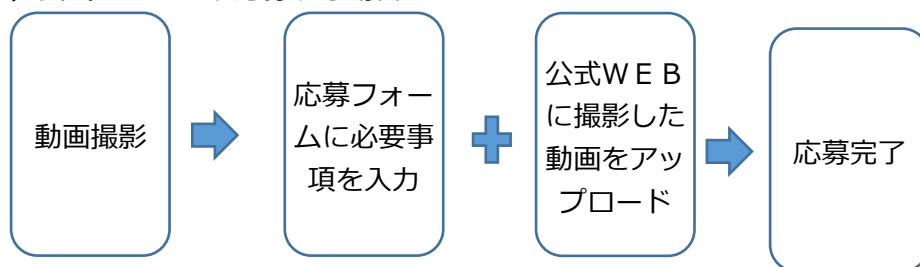 動画撮影
応募フォー
ムに必要事
項を入力
公式ＷＥＢ
に撮影した
動画をアッ
プロード
応募完了